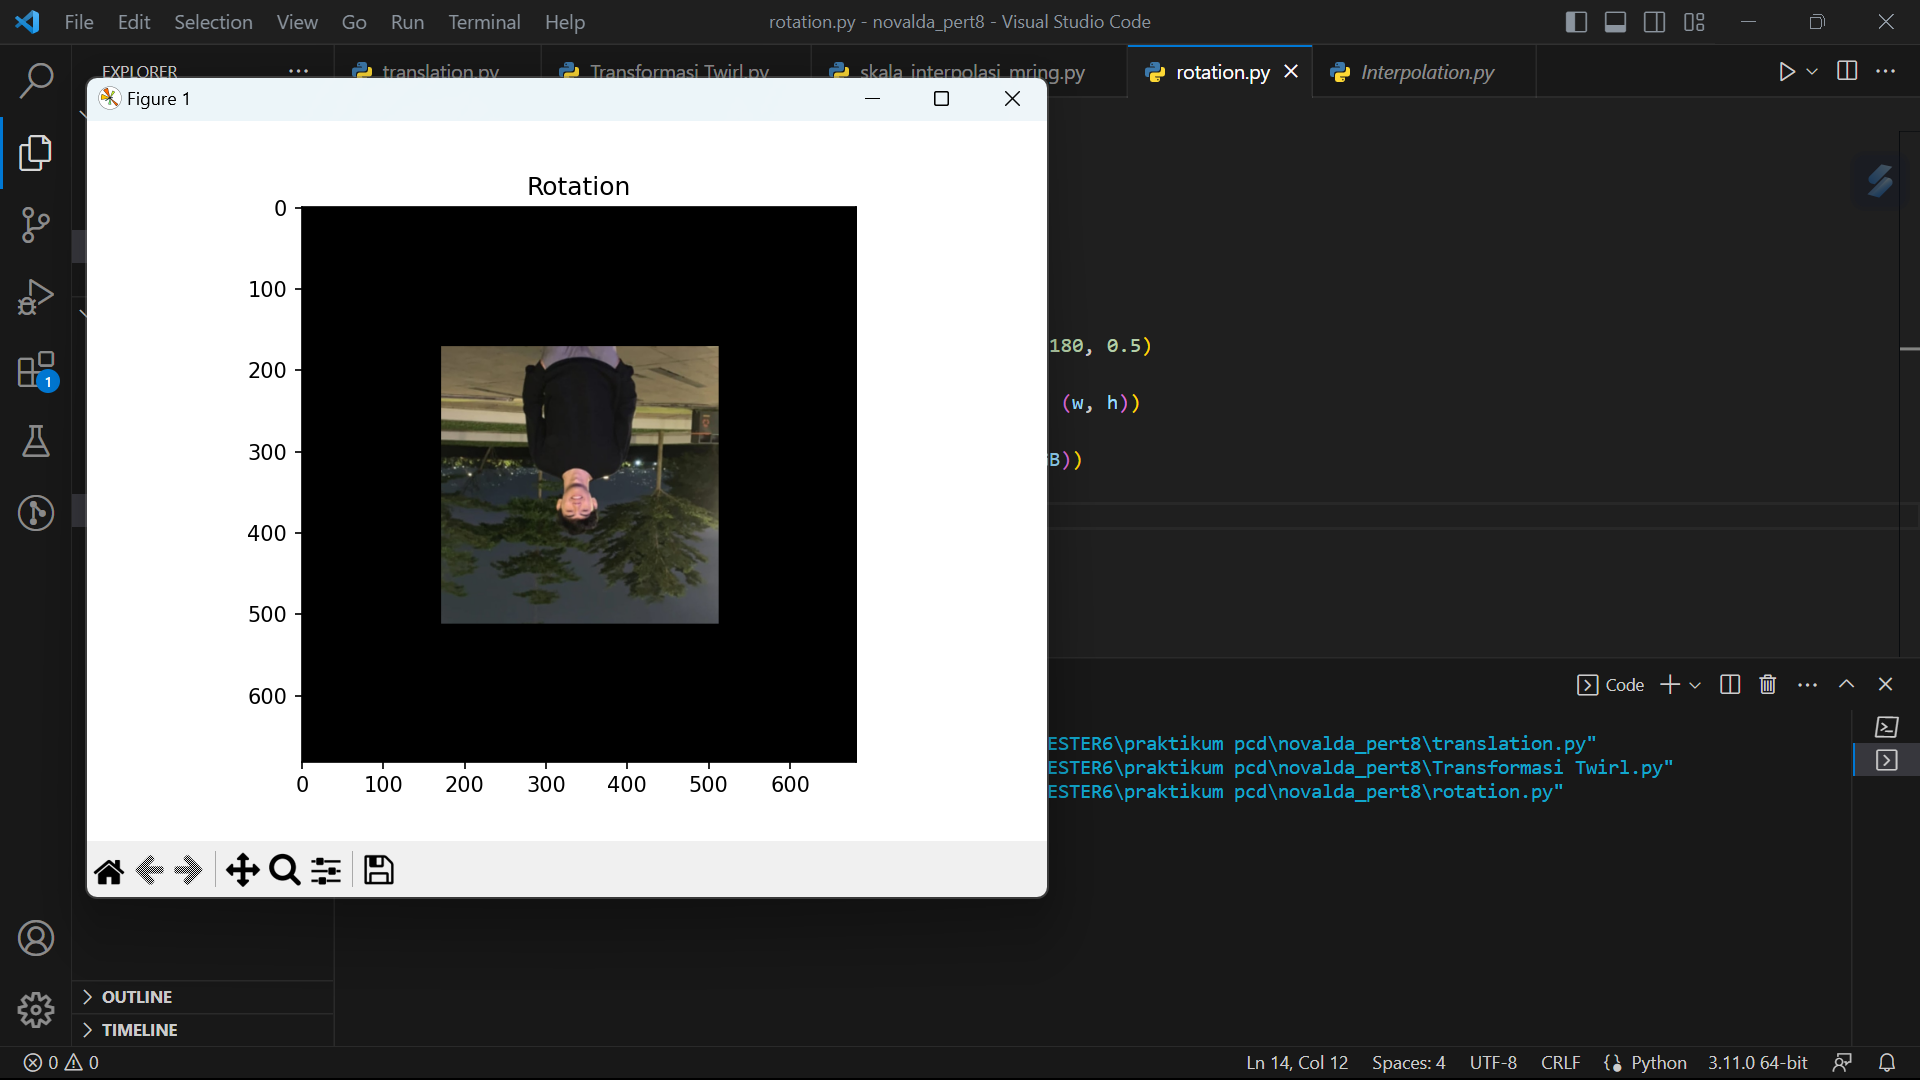 File Edit Selection View Go Run Terminal Help
rotation.py - novalda_pert8 - Visual Studio Code
EXPLORER
translation.py
Transformasi Twirl.py
skala_interpolasi_mring.py
rotation.py
Interpolation.py
Figure 1
Rotation
0
100
200
300
400
500
600
0 100 200 300 400 500 600
180, 0.5)
(w, h))
B))
Code
ESTER6\praktikum pcd\novalda_pert8\translation.py"
ESTER6\praktikum pcd\novalda_pert8\Transformasi Twirl.py"
ESTER6\praktikum pcd\novalda_pert8\rotation.py"
1
OUTLINE
TIMELINE
0 0
Ln 14, Col 12 Spaces: 4 UTF-8 CRLF Python 3.11.0 64-bit